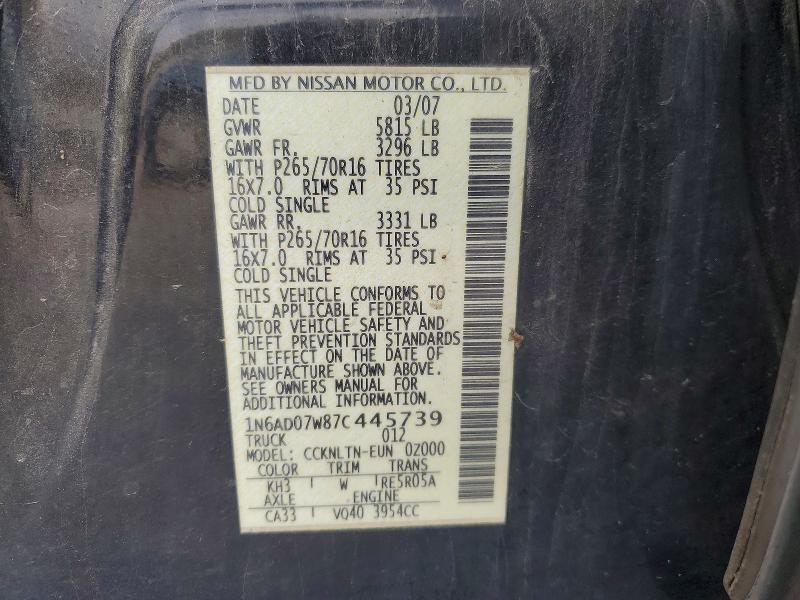 MFD BY NISSAN MOTOR CO., LTD.
DATE 03/07
GVWR 5815 LB
GAWR FR. 3296 LB
WITH P265/70R16 TIRES
16X7.0 RIMS AT 35 PSI
COLD SINGLE
GAWR RR. 3331 LB
WITH P265/70R16 TIRES
16X7.0 RIMS AT 35 PSI
COLD SINGLE
THIS VEHICLE CONFORMS TO
ALL APPLICABLE FEDERAL
MOTOR VEHICLE SAFETY AND
THEFT PREVENTION STANDARDS
IN EFFECT ON THE DATE OF
MANUFACTURE SHOWN ABOVE.
SEE OWNERS MANUAL FOR
ADDITIONAL INFORMATION.
1N6AD07W87C445739
TRUCK 012
MODEL: CCKNLTN-EUN 0Z000
COLOR TRIM TRANS
KH3 W RE5R05A
AXLE ENGINE
CA33 VQ40 3954CC